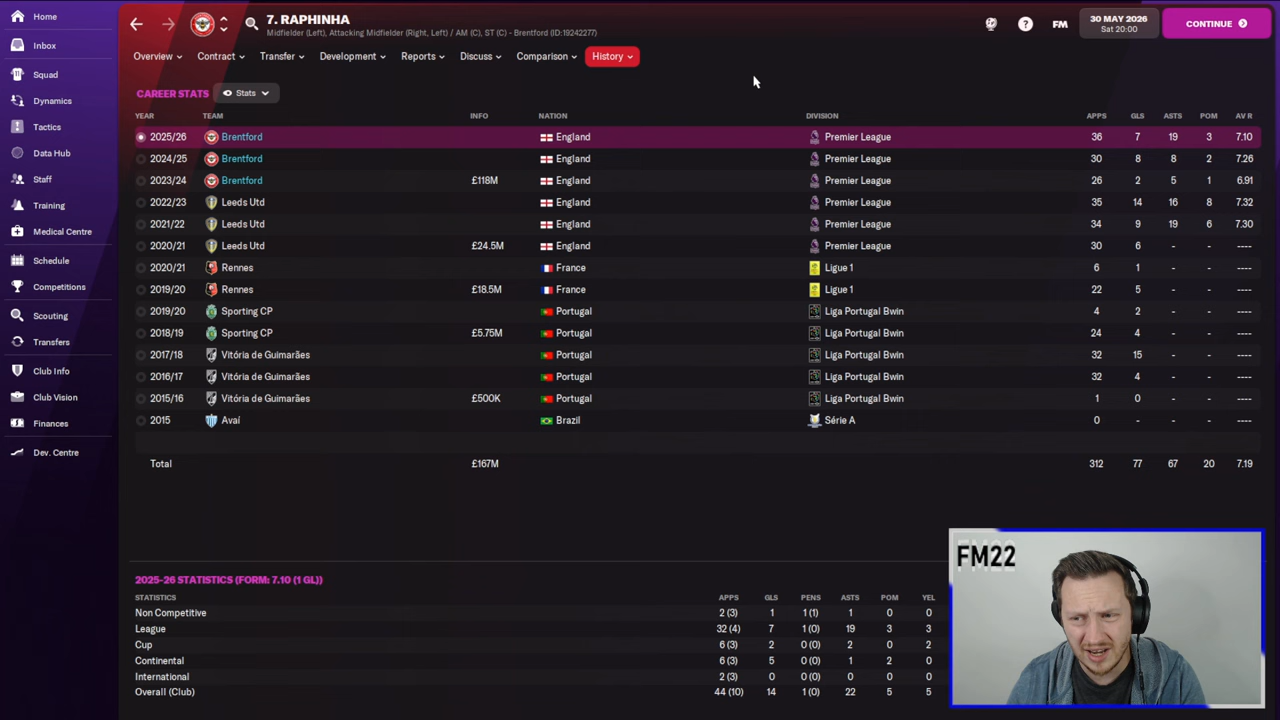 Home
Inbox
Squad
Dynamics
Tactics
Data Hub
Staff
Training
Medical Centre
Schedule
Competitions
Scouting
Transfers
Club Info
Club Vision
Finances
Dev. Centre
7. RAPHINHA
Midfielder (Left), Attacking Midfielder (Right, Left) / AM (C), ST (C) - Brentford (ID:19242277)
FM
30 MAY 2026
Sat 20:00
CONTINUE
Overview Contract Transfer Development Reports Discuss Comparison History
CAREER STATS Stats
YEAR TEAM INFO NATION DIVISION APPS GLS ASTS POM AV R
2025/26 Brentford England Premier League 36 7 19 3 7.10
2024/25 Brentford England Premier League 30 8 8 2 7.26
2023/24 Brentford £118M England Premier League 26 2 5 1 6.91
2022/23 Leeds Utd England Premier League 35 14 16 8 7.32
2021/22 Leeds Utd England Premier League 34 9 19 6 7.30
2020/21 Leeds Utd £24.5M England Premier League 30 6 - - ----
2020/21 Rennes France Ligue 1 6 1 - - ----
2019/20 Rennes £18.5M France Ligue 1 22 5 - - ----
2019/20 Sporting CP Portugal Liga Portugal Bwin 4 2 - - ----
2018/19 Sporting CP £5.75M Portugal Liga Portugal Bwin 24 4 - - ----
2017/18 Vitória de Guimarães Portugal Liga Portugal Bwin 32 15 - - ----
2016/17 Vitória de Guimarães Portugal Liga Portugal Bwin 32 4 - - ----
2015/16 Vitória de Guimarães £500K Portugal Liga Portugal Bwin 1 0 - - ----
2015 Avaí Brazil Série A 0 - - - ----
Total £167M 312 77 67 20 7.19
2025-26 STATISTICS (FORM: 7.10 (1 GL))
STATISTICS APPS GLS PENS ASTS POM YEL
Non Competitive 2 (3) 1 1 (1) 1 0 0
League 32 (4) 7 1 (0) 19 3 3
Cup 6 (3) 2 0 (0) 2 0 2
Continental 6 (3) 5 0 (0) 1 2 0
International 2 (3) 0 0 (0) 0 0 0
Overall (Club) 44 (10) 14 1 (0) 22 5 5
FM22